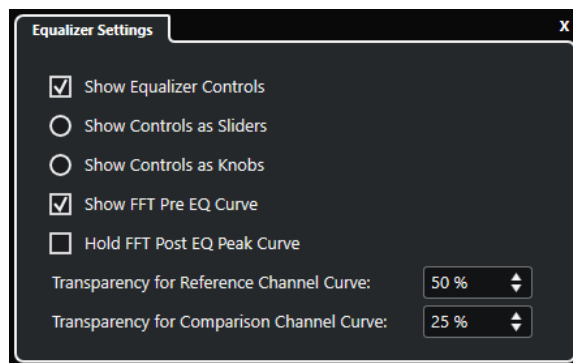 Equalizer Settings
X
Show Equalizer Controls
Show Controls as Sliders
Show Controls as Knobs
Show FFT Pre EQ Curve
Hold FFT Post EQ Peak Curve
Transparency for Reference Channel Curve: 50 %
Transparency for Comparison Channel Curve: 25 %